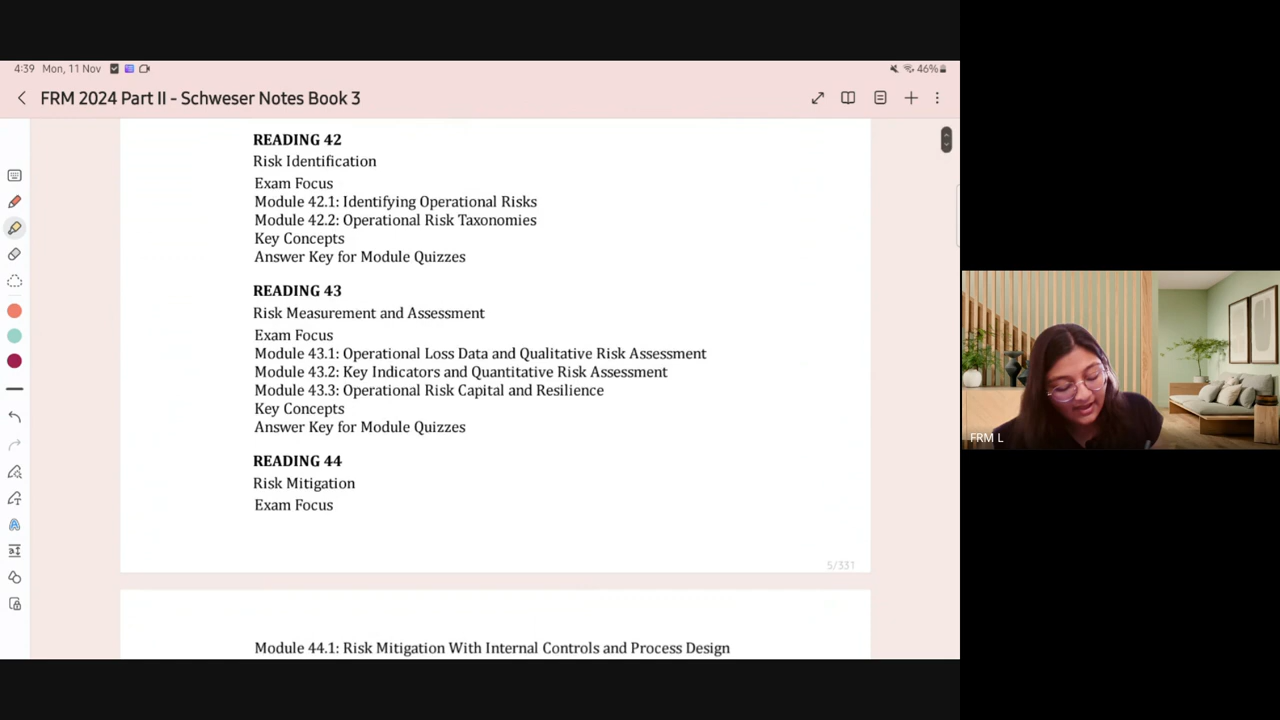 4:39 Mon, 11 Nov
46%
FRM 2024 Part II - Schweser Notes Book 3
READING 42
Risk Identification
Exam Focus
Module 42.1: Identifying Operational Risks
Module 42.2: Operational Risk Taxonomies
Key Concepts
Answer Key for Module Quizzes
READING 43
Risk Measurement and Assessment
Exam Focus
Module 43.1: Operational Loss Data and Qualitative Risk Assessment
Module 43.2: Key Indicators and Quantitative Risk Assessment
Module 43.3: Operational Risk Capital and Resilience
Key Concepts
Answer Key for Module Quizzes
READING 44
Risk Mitigation
Exam Focus
5/331
Module 44.1: Risk Mitigation With Internal Controls and Process Design
FRM L